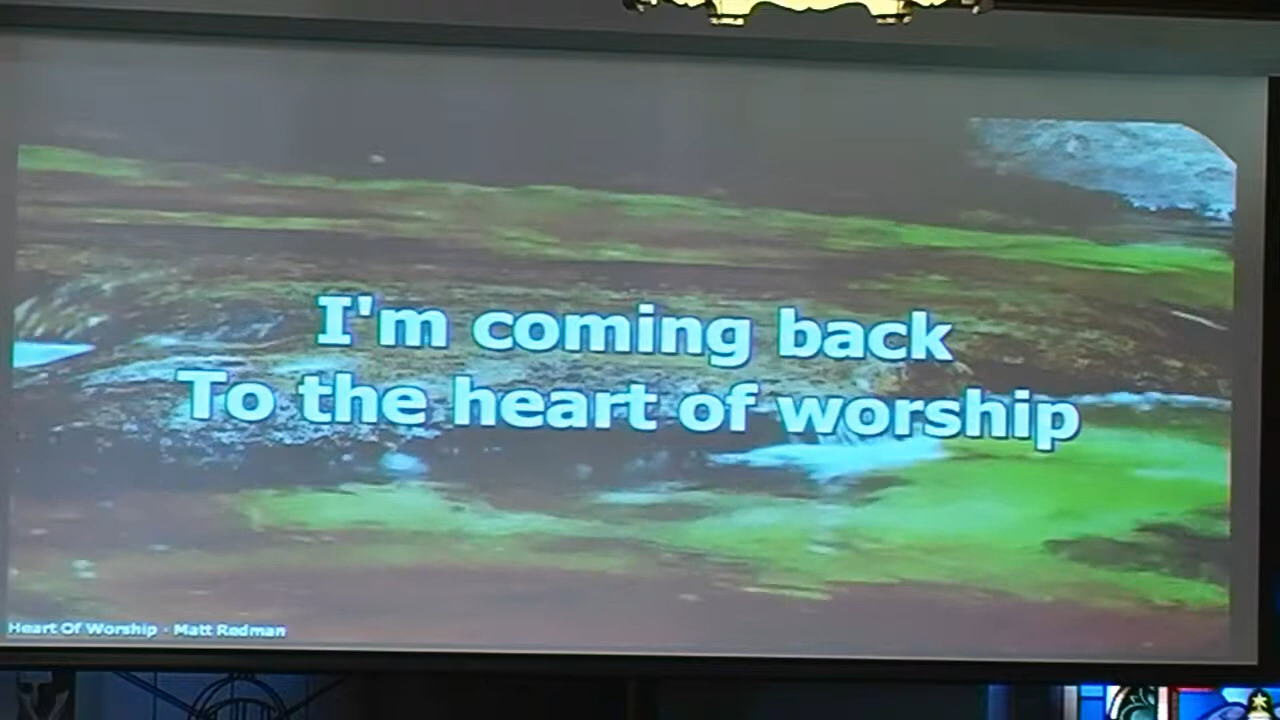 I'm coming back
To the heart of worship
Heart Of Worship - Matt Redman